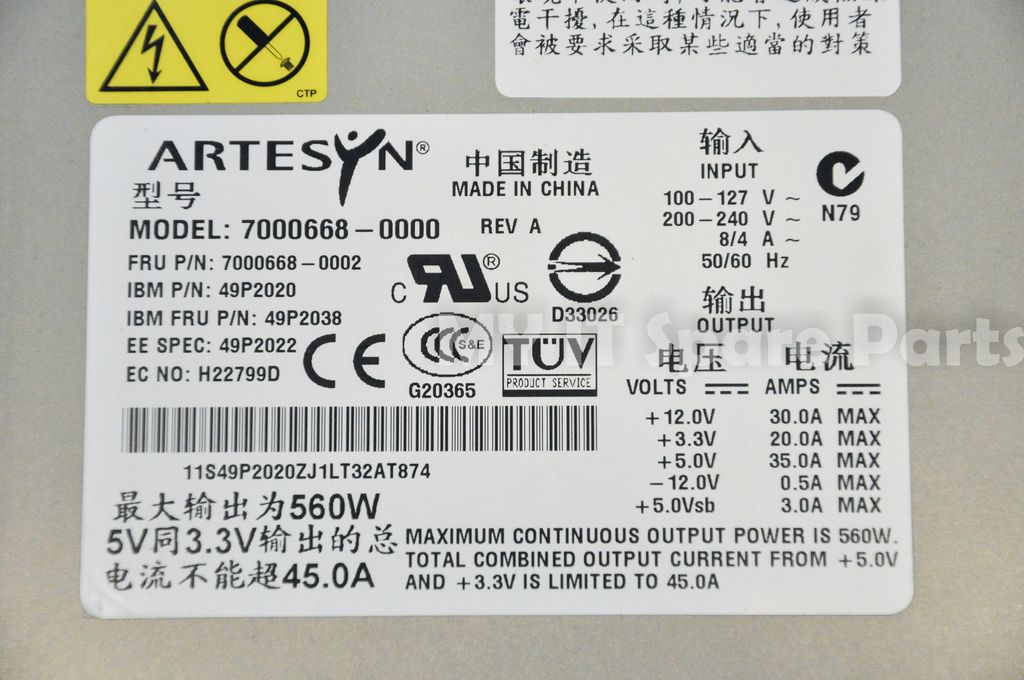 CTP
電干擾,在這種情況下,使用者
會被要求采取某些適當的對策
ARTESYN®
中国制造
MADE IN CHINA
型号
MODEL: 7000668-0000
REV A
FRU P/N: 7000668-0002
IBM P/N: 49P2020
IBM FRU P/N: 49P2038
EE SPEC: 49P2022
EC NO: H22799D
输入
INPUT
100-127 V ~
200-240 V ~
8/4 A ~
50/60 Hz
N79
C RU® US
D33026
CE
CCC S&E
G20365
TÜV
PRODUCT SERVICE
输出
OUTPUT
MY IT Spare Parts
电压 电流
VOLTS AMPS
+12.0V 30.0A MAX
+3.3V 20.0A MAX
+5.0V 35.0A MAX
-12.0V 0.5A MAX
+5.0Vsb 3.0A MAX
11S49P2020ZJ1LT32AT874
最大输出为560W
5V同3.3V输出的总
电流不能超45.0A
MAXIMUM CONTINUOUS OUTPUT POWER IS 560W.
TOTAL COMBINED OUTPUT CURRENT FROM +5.0V
AND +3.3V IS LIMITED TO 45.0A